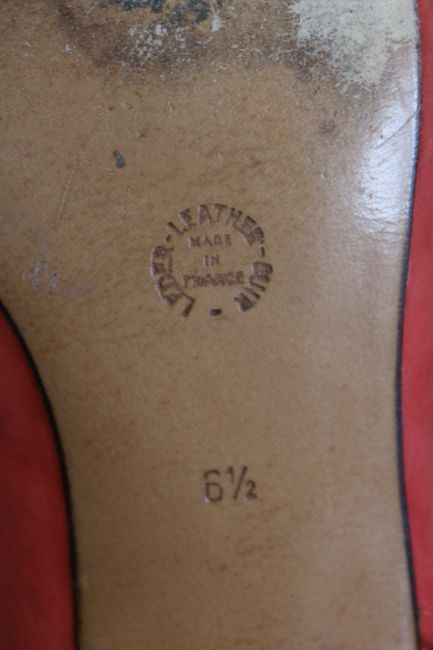 LEDER - LEATHER - CUIR -
MADE
IN
FRANCE
6½